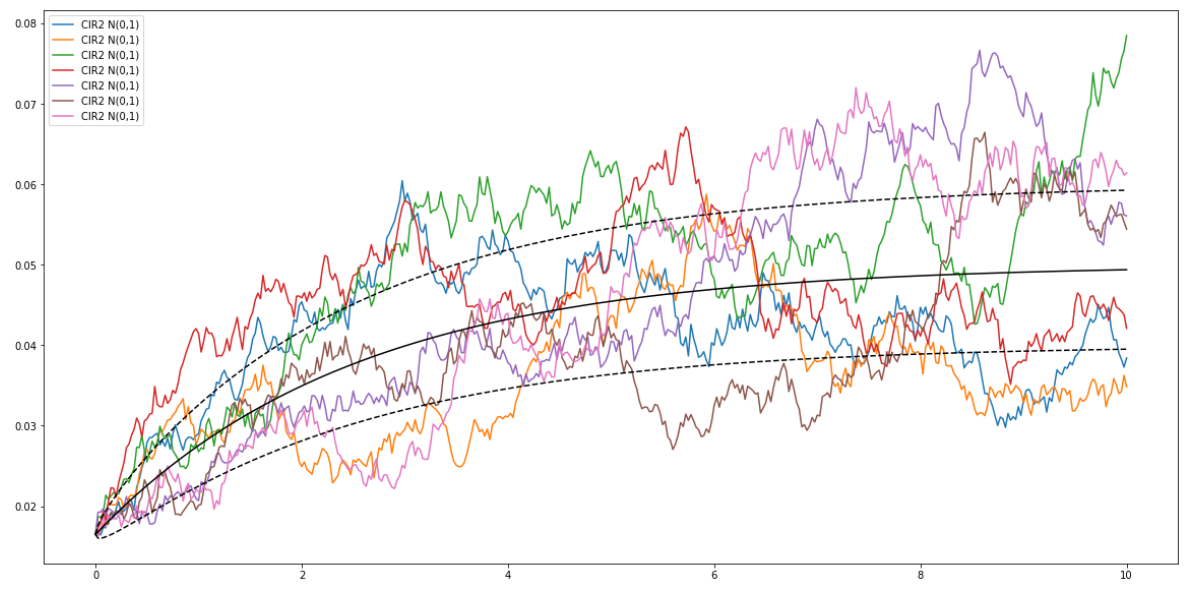 0.08
0.07
0.06
0.05
0.04
0.03
0.02
CIR2 N(0,1)
CIR2 N(0,1)
CIR2 N(0,1)
CIR2 N(0,1)
CIR2 N(0,1)
CIR2 N(0,1)
CIR2 N(0,1)
0 2 4 6 8 10